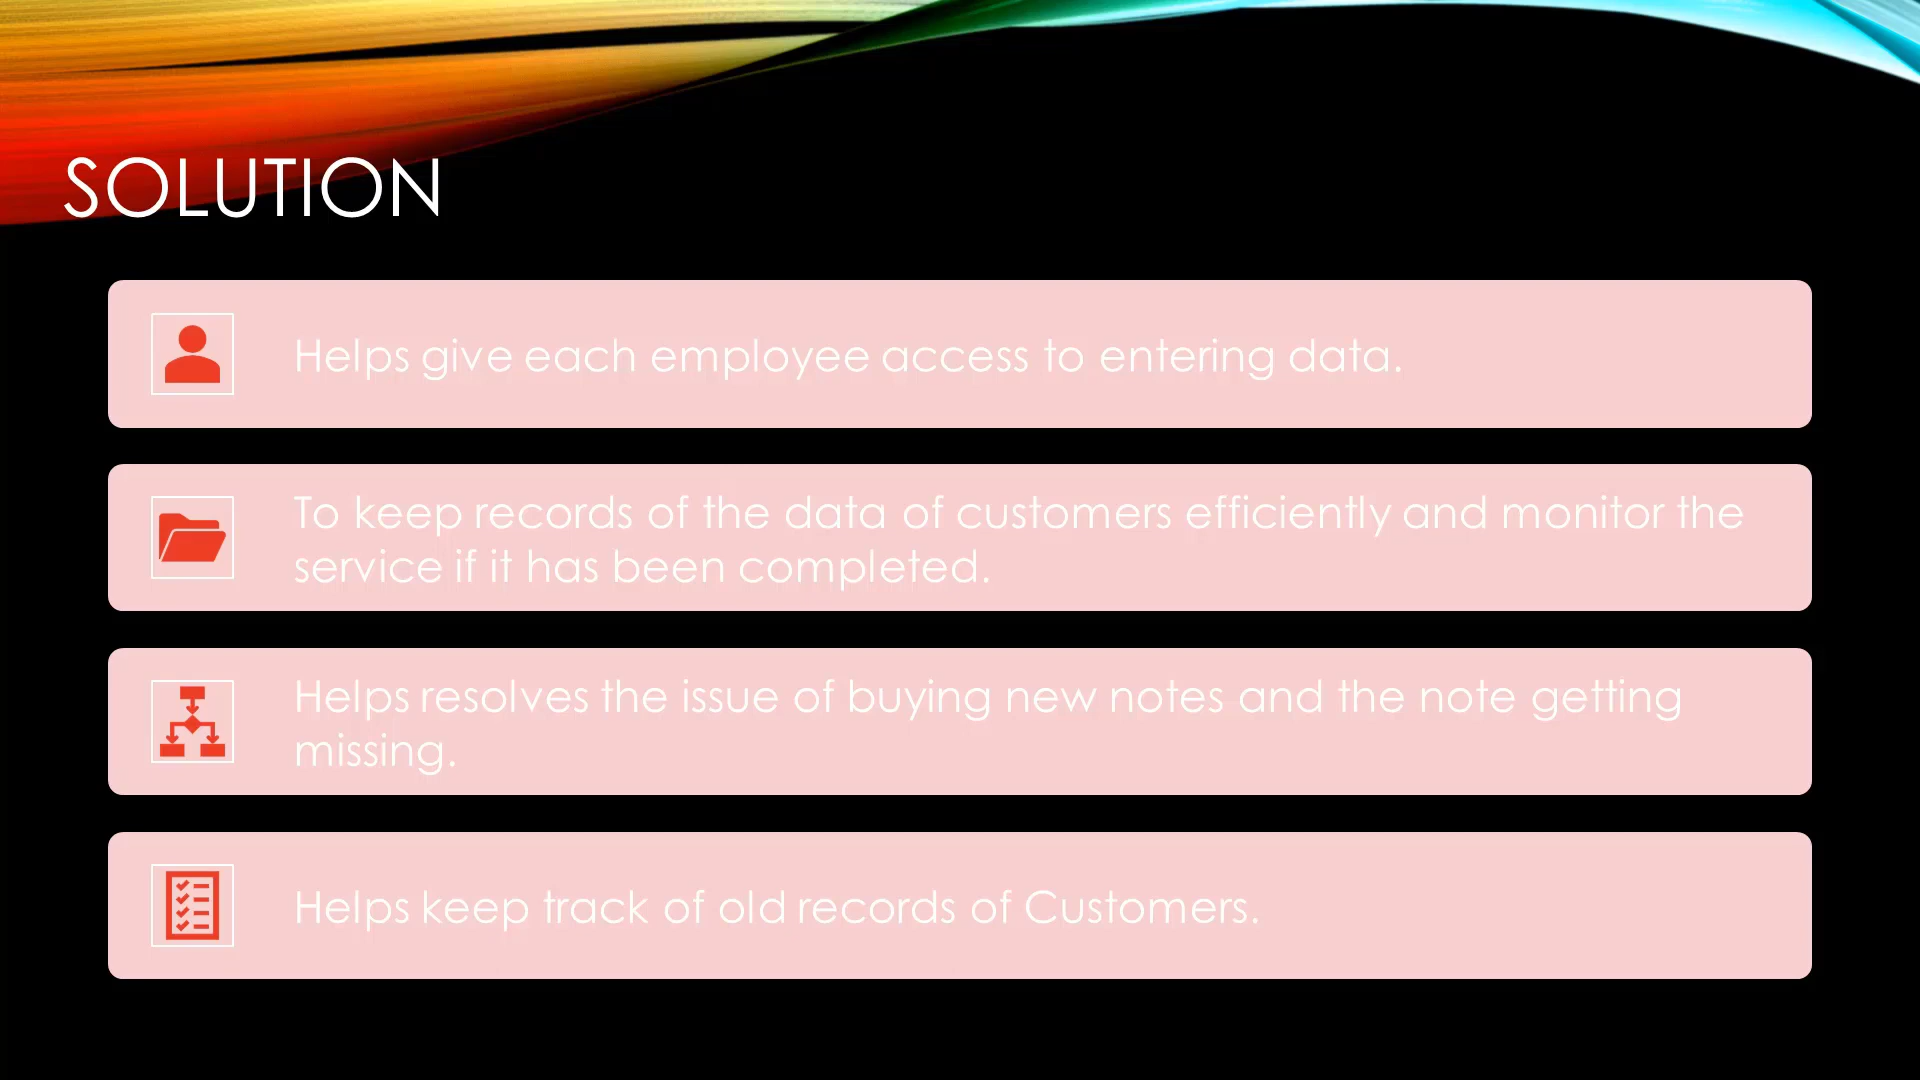 SOLUTION
Helps give each employee access to entering data.
To keep records of the data of customers efficiently and monitor the
service if it has been completed.
Helps resolves the issue of buying new notes and the note getting
missing.
Helps keep track of old records of Customers.